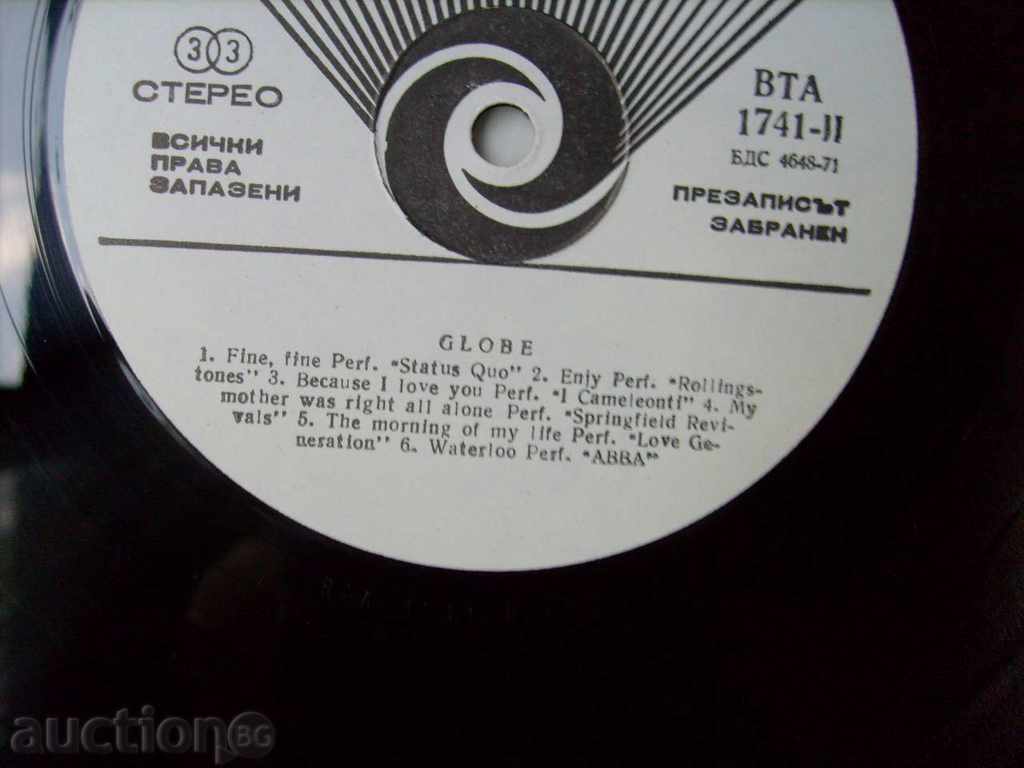 33
СТЕРЕО
ВСИЧКИ
ПРАВА
ЗАПАЗЕНИ
ВТА
1741-II
БДС 4648-71
ПРЕЗАПИСЪТ
ЗАБРАНЕН
GLOBE
1. Fine, fine Perf. "Status Quo" 2. Enjy Perf. "Rollings-
tones" 3. Because I love you Perf. "I Cameleonti" 4. My
mother was right all alone Perf. "Springfield Revi-
vals" 5. The morning of my life Perf. "Love Ge-
neration" 6. Waterloo Perf. "ABBA"
auction BG